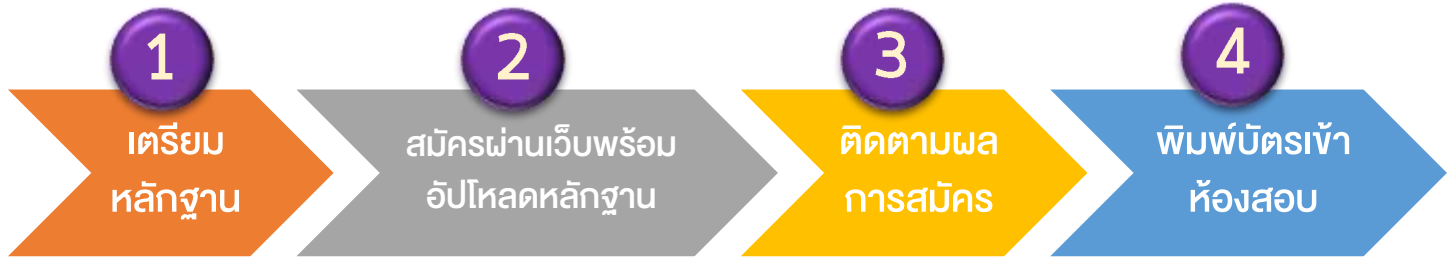 1
เตรียม
หลักฐาน
2
สมัครผ่านเว็บพร้อม
อัปโหลดหลักฐาน
3
ติดตามผล
การสมัคร
4
พิมพ์บัตรเข้า
ห้องสอบ